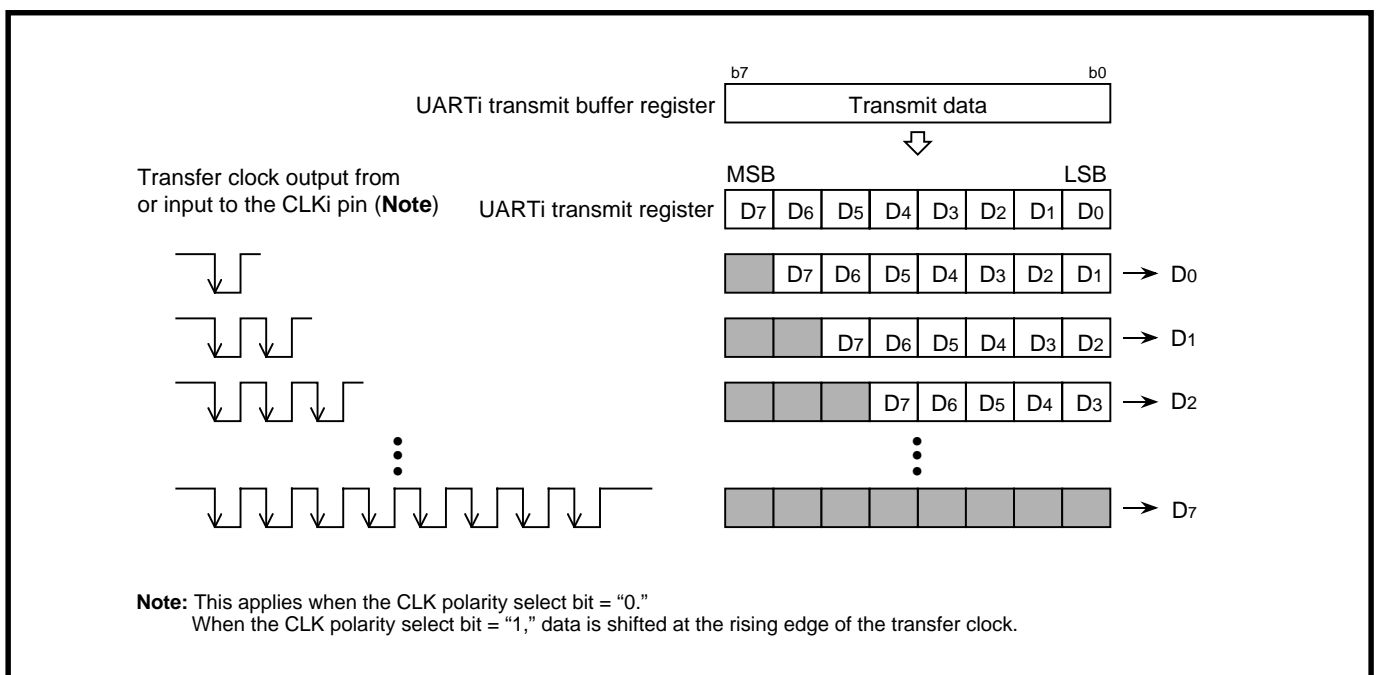 b7 b0
UARTi transmit buffer register Transmit data
Transfer clock output from
or input to the CLKi pin (Note)
MSB LSB
UARTi transmit register D7 D6 D5 D4 D3 D2 D1 D0
D7 D6 D5 D4 D3 D2 D1 → D0
D7 D6 D5 D4 D3 D2 → D1
D7 D6 D5 D4 D3 → D2
→ D7
Note: This applies when the CLK polarity select bit = “0.”
When the CLK polarity select bit = “1,” data is shifted at the rising edge of the transfer clock.